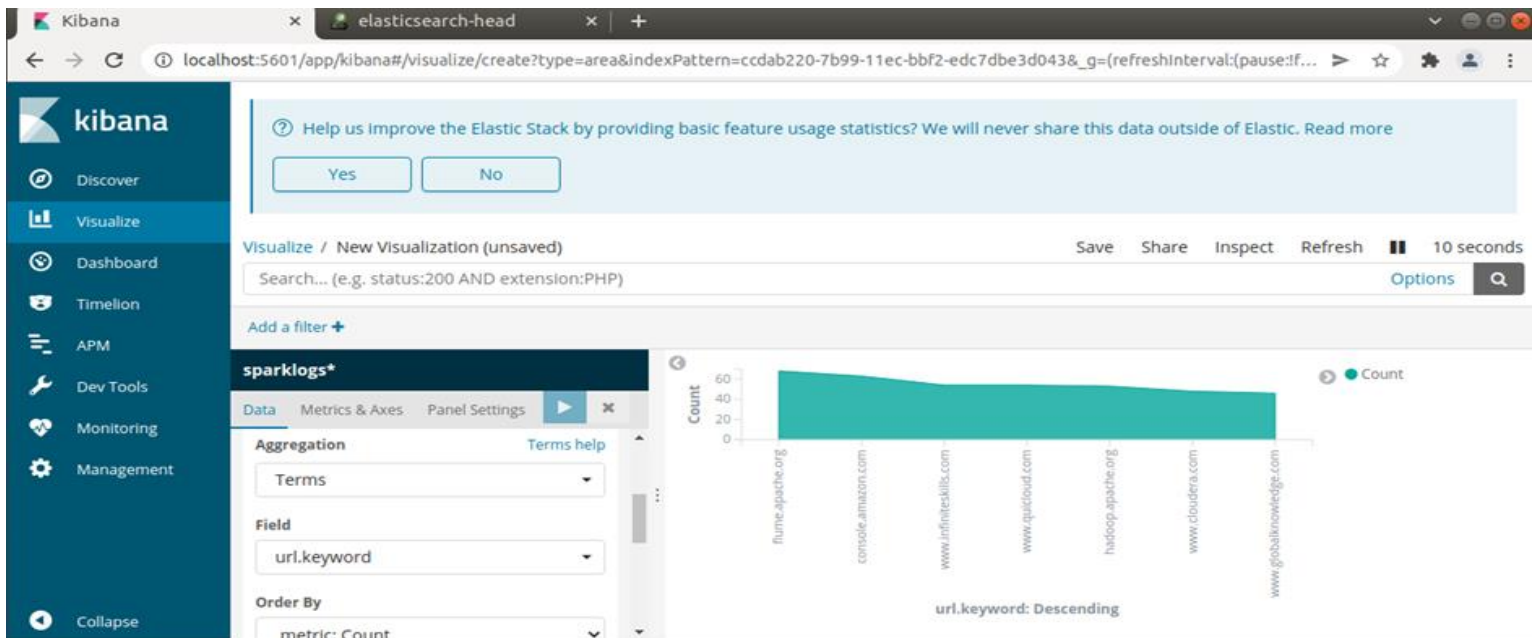 Kibana
elasticsearch-head
localhost:5601/app/kibana#/visualize/create?type=area&indexPattern=ccdab220-7b99-11ec-bbf2-edc7dbe3d043&_g=(refreshInterval:(pause:!f...
kibana
Discover
Visualize
Dashboard
Timelion
APM
Dev Tools
Monitoring
Management
Collapse
Help us improve the Elastic Stack by providing basic feature usage statistics? We will never share this data outside of Elastic. Read more
Yes No
Visualize / New Visualization (unsaved)
Save Share Inspect Refresh 10 seconds
Search... (e.g. status:200 AND extension:PHP)
Options
Add a filter +
sparklogs*
Data Metrics & Axes Panel Settings
Aggregation Terms help
Terms
Field
url.keyword
Order By
metric: Count
Count
60
40
20
0
flume.apache.org
console.amazon.com
www.infiniteskills.com
www.quicloud.com
hadoop.apache.org
www.cloudera.com
www.globalknowledge.com
url.keyword: Descending
Count